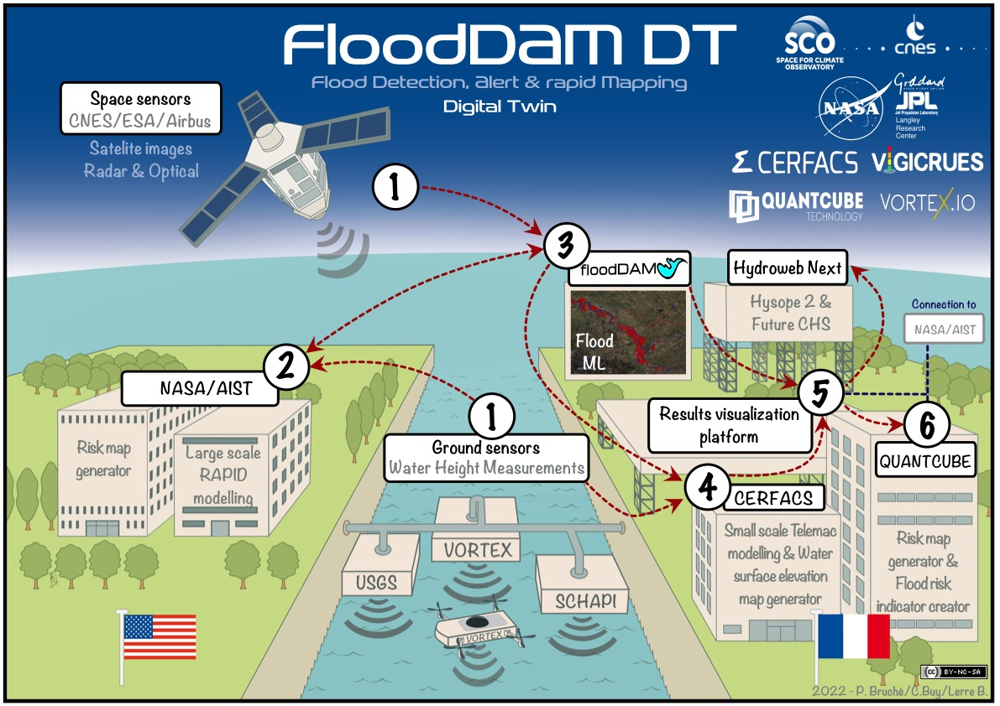 FloodDAM DT
Flood Detection, alert & rapid Mapping
Digital Twin
SCO
SPACE FOR CLIMATE
OBSERVATORY
cnes
NASA
Goddard
SPACE FLIGHT CENTER
JPL
Jet Propulsion Laboratory
Langley
Research
Center
CERFACS
VIGICRUES
QUANTCUBE
TECHNOLOGY
VORTEX.IO
Space sensors
CNES/ESA/Airbus
Satelite images
Radar & Optical
1
3
floodDAM
Flood
ML
Hydroweb Next
Hysope 2 &
Future CHS
Connection to
NASA/AIST
2
NASA/AIST
Risk map
generator
Large scale
RAPID
modelling
1
Ground sensors
Water Height Measurements
5
Results visualization
platform
6
QUANTCUBE
Risk map
generator &
Flood risk
indicator creator
4
CERFACS
Small scale Telemac
modelling & Water
surface elevation
map generator
USGS
VORTEX
SCHAPI
VORTEX
cc BY-NC-SA
2022 - P. Bruché/C.Buy/Lerre B.